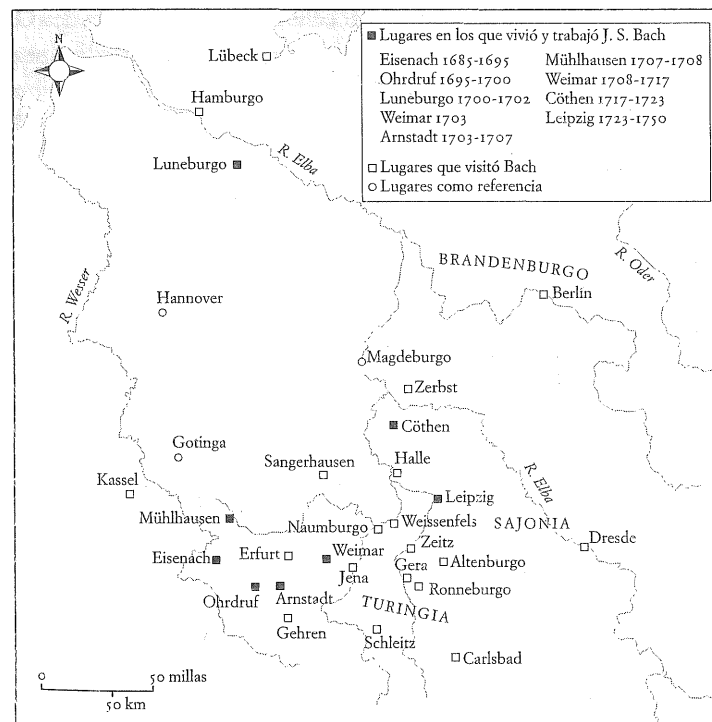 N
Lübeck
Hamburgo
Luneburgo
R. Elba
Lugares en los que vivió y trabajó J. S. Bach
Eisenach 1685-1695
Ohrdruf 1695-1700
Luneburgo 1700-1702
Weimar 1703
Arnstadt 1703-1707
Mühlhausen 1707-1708
Weimar 1708-1717
Cöthen 1717-1723
Leipzig 1723-1750
Lugares que visitó Bach
Lugares como referencia
R. Wesser
Hannover
BRANDENBURGO
R. Oder
Berlín
Magdeburgo
Zerbst
Cöthen
Gotinga
Sangerhausen
Halle
Kassel
Leipzig
R. Elba
Mühlhausen
Naumburgo
Weissenfels
SAJONIA
Dresde
Eisenach
Erfurt
Weimar
Zeitz
Jena
Gera
Altenburgo
Ohrdruf
Arnstadt
Ronneburgo
TURINGIA
Gehren
Schleitz
Carlsbad
0
50 millas
50 km